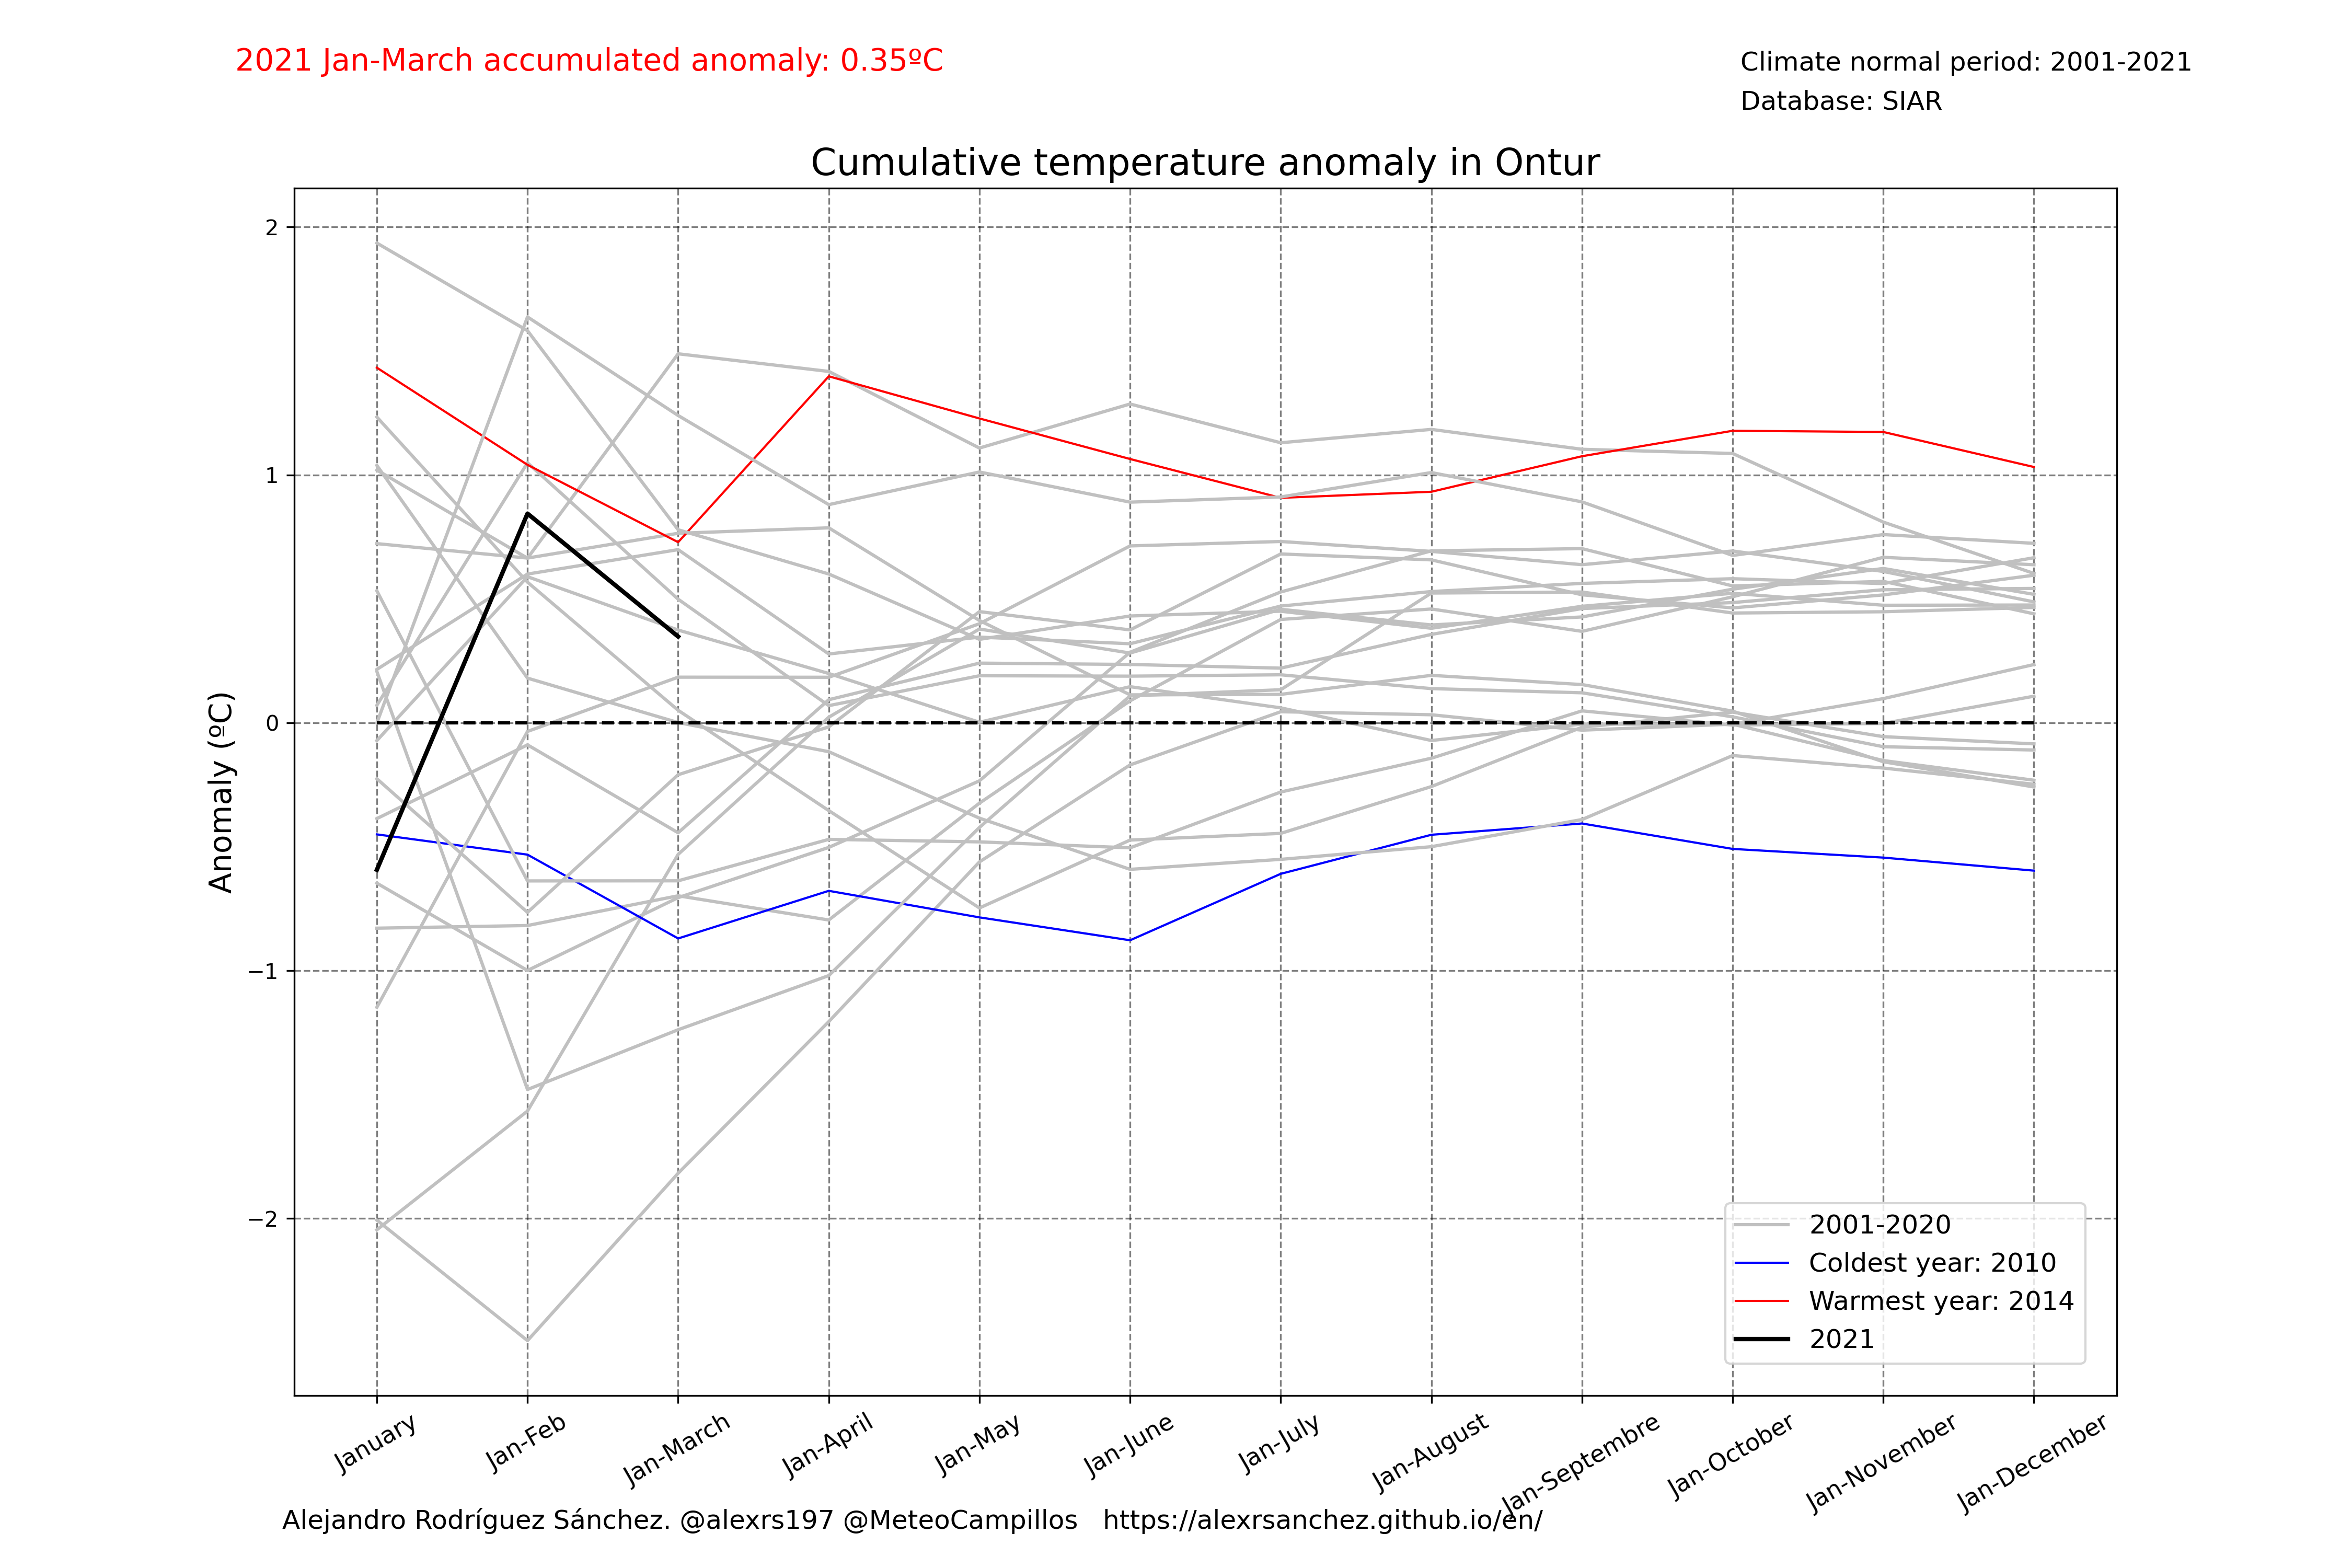 2021 Jan-March accumulated anomaly: 0.35ºC
Climate normal period: 2001-2021
Database: SIAR
Cumulative temperature anomaly in Ontur
Anomaly (ºC)
2
1
0
−1
−2
2001-2020
Coldest year: 2010
Warmest year: 2014
2021
January
Jan-Feb
Jan-March
Jan-April
Jan-May
Jan-June
Jan-July
Jan-August
Jan-Septembre
Jan-October
Jan-November
Jan-December
Alejandro Rodríguez Sánchez. @alexrs197 @MeteoCampillos https://alexrsanchez.github.io/en/